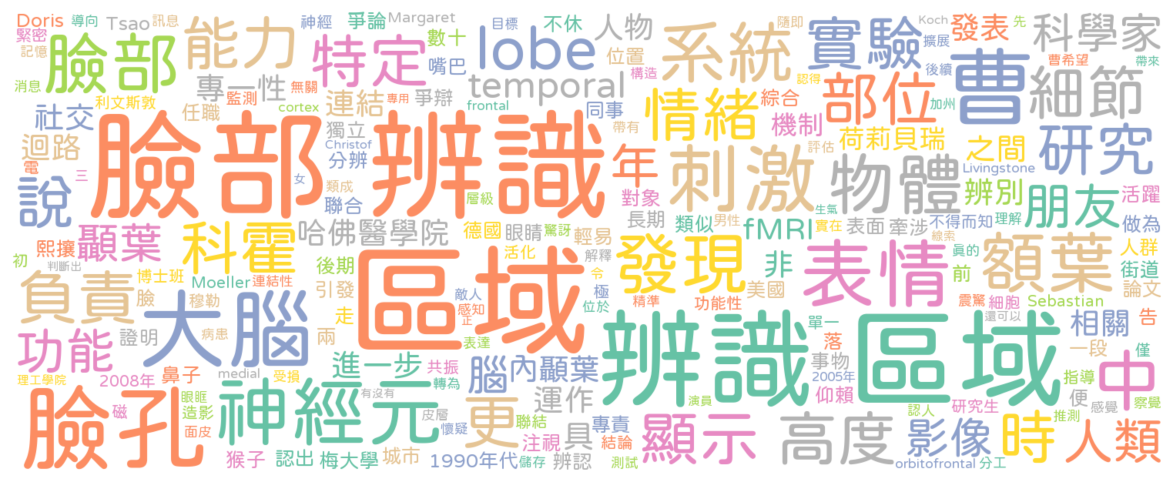 Doris 導向 Tsao 訊息 爭論 Margaret 目標 不休 人物 系統 實驗 發表 Koch 先 科學家
緊密 臉部 能力 神經 特定 數十 lobe 位置 擴展 後續 曹希望 帶來
記憶 嘴巴 構造 隨即 認得
消息 利文斯敦 專一性 無關 爭辯 temporal 情緒 綜合 部位 加州 曹 細節
社交 任職 監測 連結 cortex 專用 frontal 同事 機制 荷莉貝瑞 之間 研究
迴路 臉部辨識 獨立 Christof 分辨 帶有 年 刺激 評估 物體 Livingstone
電 三 女 類成 聯合 層級 對象 辨別 朋友 活躍
說 顳葉 科霍 哈佛醫學院 德國 眼睛 驚訝 輕易 長期 類似 男性 fMRI 生氣 實在 表面 牽涉 不得而知 理解 做為
熙攘 初 判斷出 博士班 連結性 後期 活化 解釋 發現 非 表情 線索 真的 額葉 人群 街道
負責 臉 穆勒 Moeller 引發 區域 敵人 感知 令 極 位於 精準 功能性 美國 前 震驚 細胞 Sebastian 論文
功能 證明 大腦 病患 走 兩 正 表達 辨識區域 單一 落 還可以 相關 告
理工學院 2008年 鼻子 medial 受損 進一步 共振 轉為 腦 內顳葉 事物 2005年 一段 僅 中
臉孔 磁 眼眶 造影 神經元 有沒有 皮層 更 聯結 運作 專責 演員 仰賴 指導 便 感覺 察覺
面皮 懷疑 注視 具 結論 顯示 高度 認人 研究生 影像 推測 時 人類
猴子 認出 梅大學 城市 1990年代 儲存 辨認 測試 orbitofrontal 分工